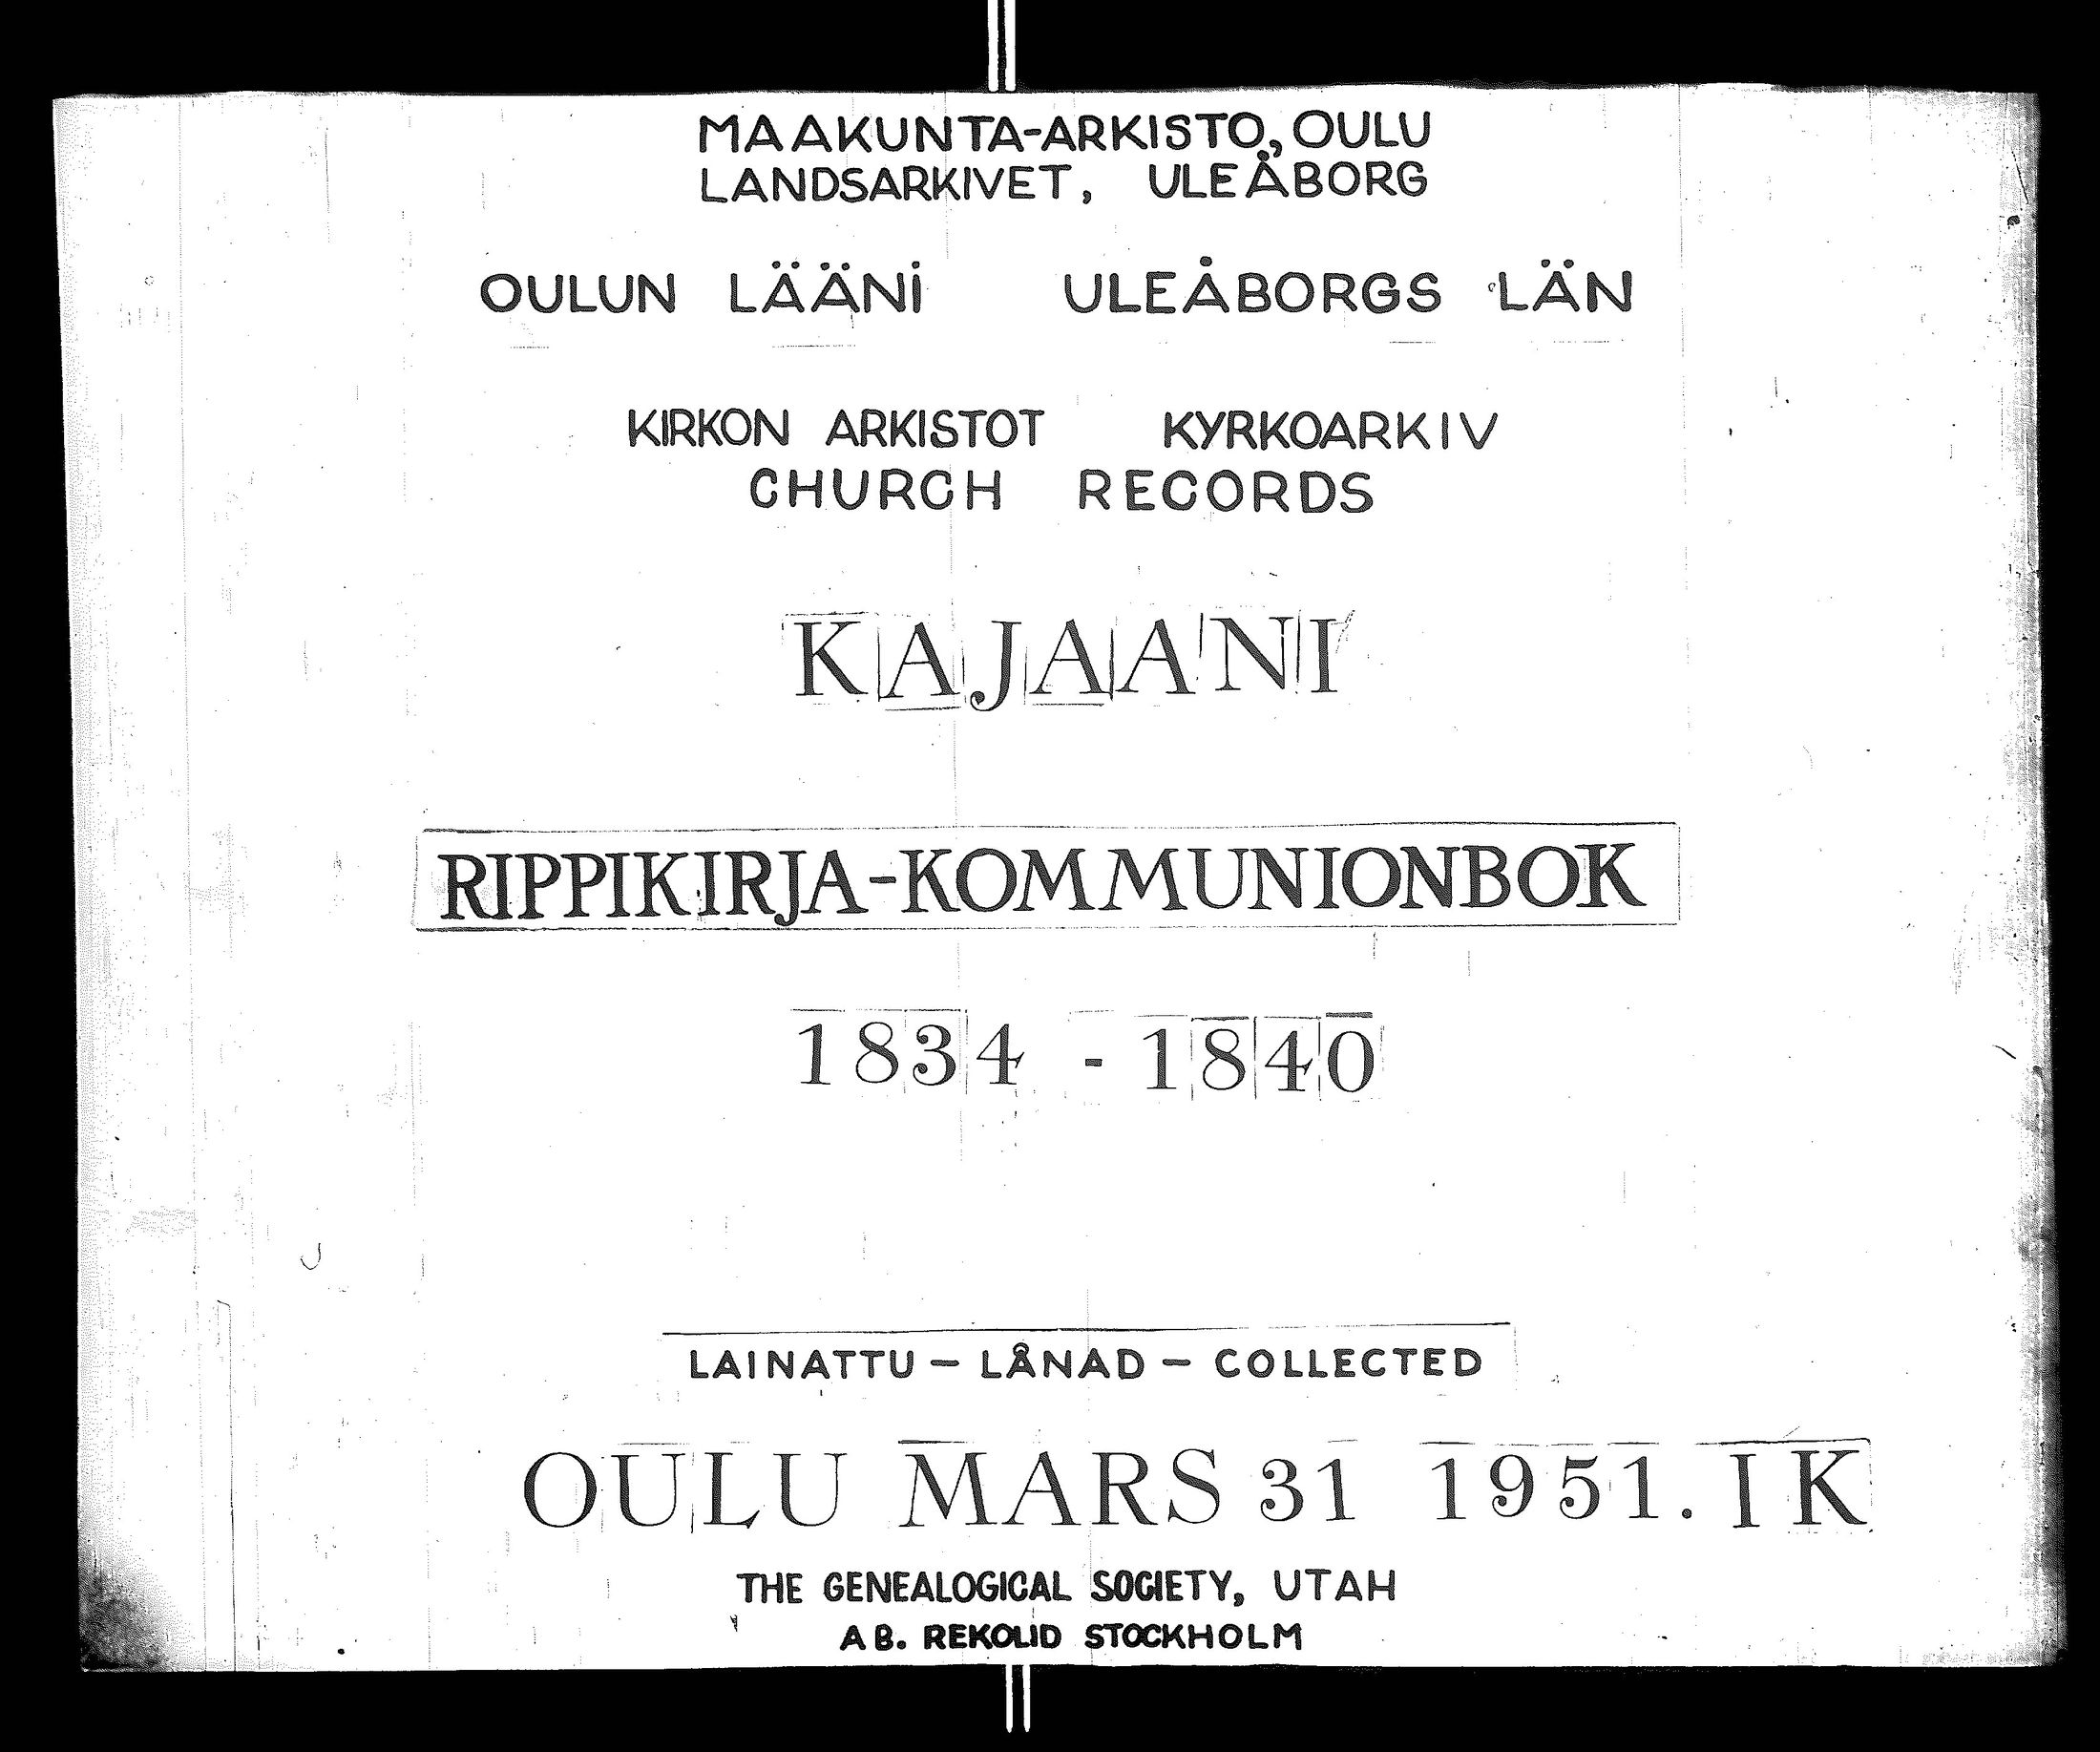 MAAKUNTA-ARKISTO, OULU
LANDSARKIVET, ULEÅBORG
OULUN LÄÄNI ULEÅBORGS LÄN
KIRKON ARKISTOT KYRKOARKIV
CHURCH RECORDS
KAJAANI
RIPPIKIRJA-KOMMUNIONBOK
1834 - 1840
LAINATTU - LÅNAD - COLLECTED
OULU MARS 31 1951. IK
THE GENEALOGICAL SOCIETY, UTAH
AB. REKOLID STOCKHOLM